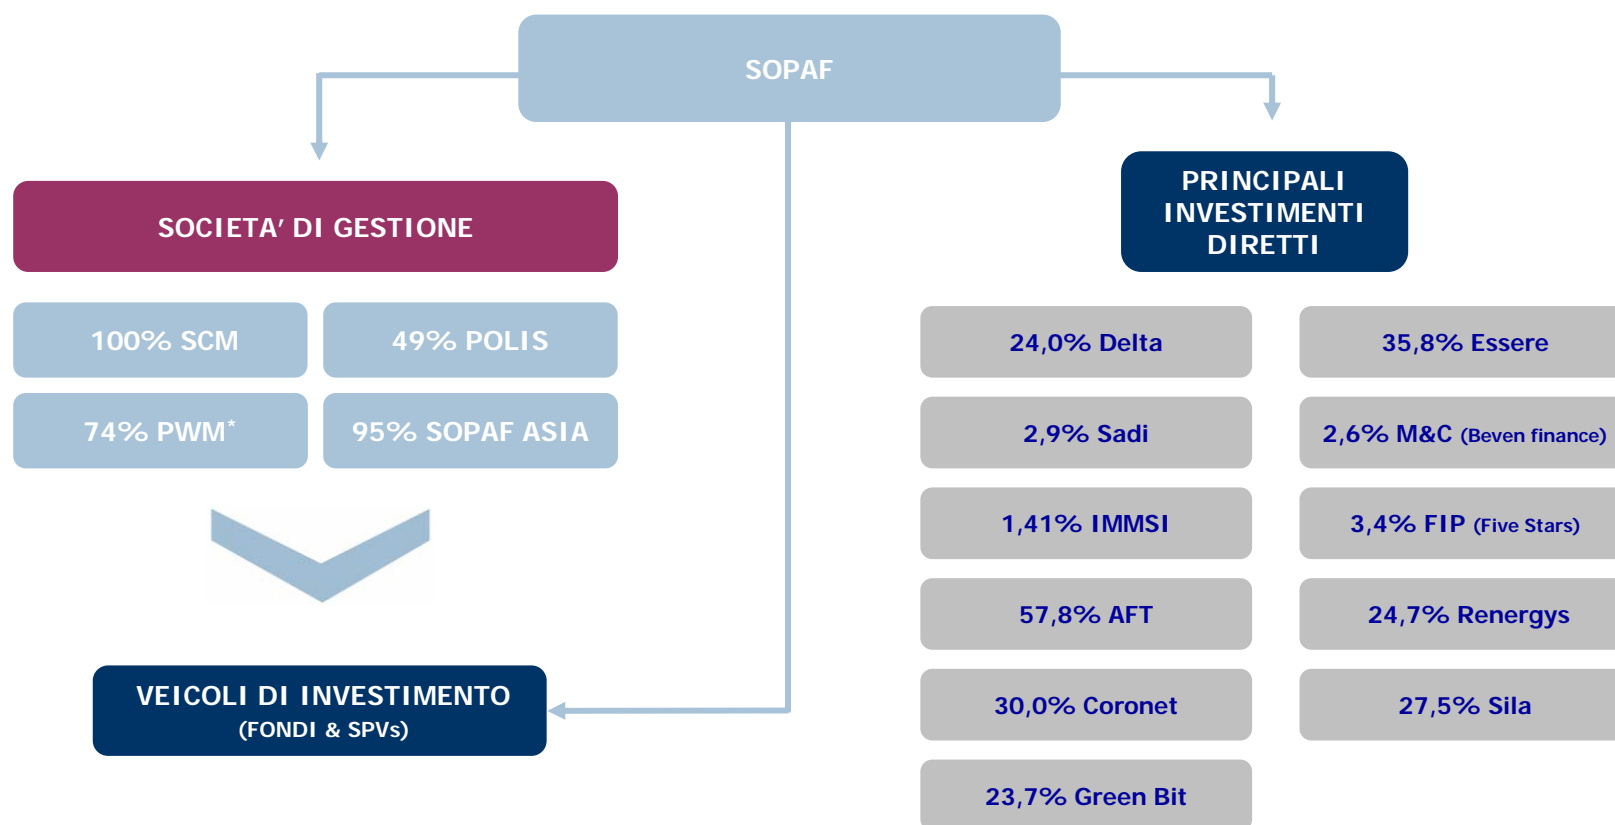 SOPAF
SOCIETA’ DI GESTIONE
100% SCM
49% POLIS
74% PWM*
95% SOPAF ASIA
VEICOLI DI INVESTIMENTO
(FONDI & SPVs)
PRINCIPALI
INVESTIMENTI
DIRETTI
24,0% Delta
35,8% Essere
2,9% Sadi
2,6% M&C (Beven finance)
1,41% IMMSI
3,4% FIP (Five Stars)
57,8% AFT
24,7% Renergys
30,0% Coronet
27,5% Sila
23,7% Green Bit